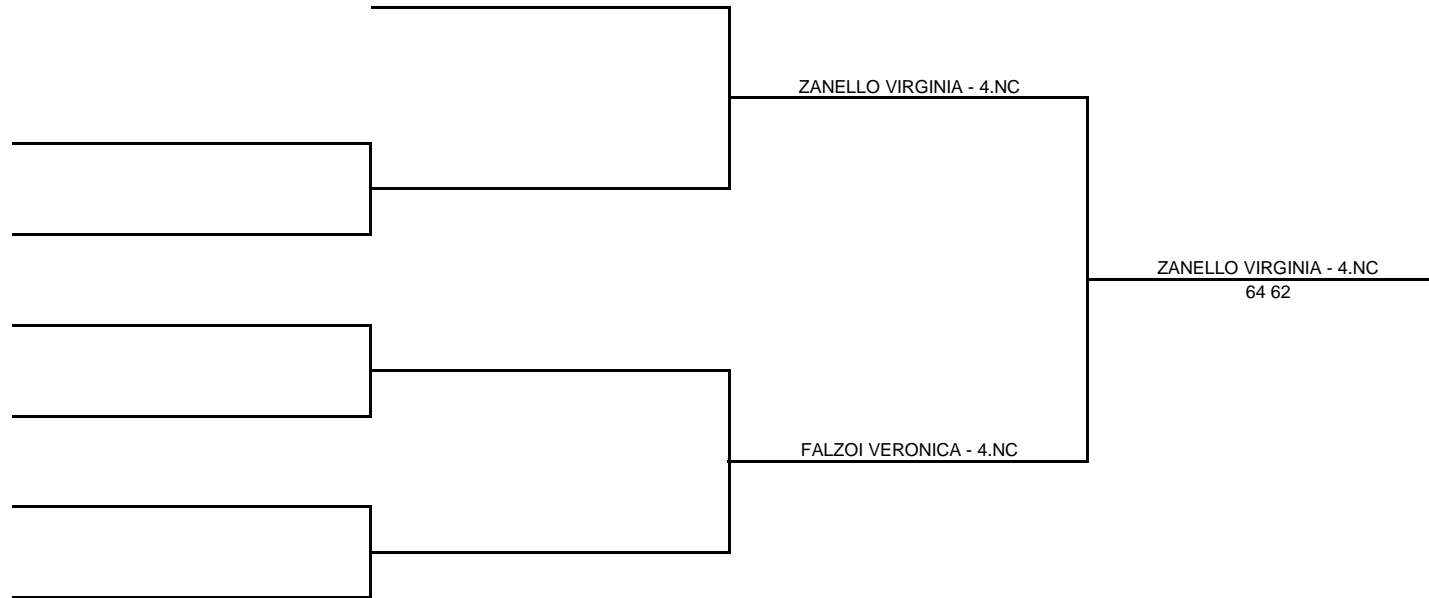 ZANELLO VIRGINIA - 4.NC
ZANELLO VIRGINIA - 4.NC
64 62
FALZOI VERONICA - 4.NC